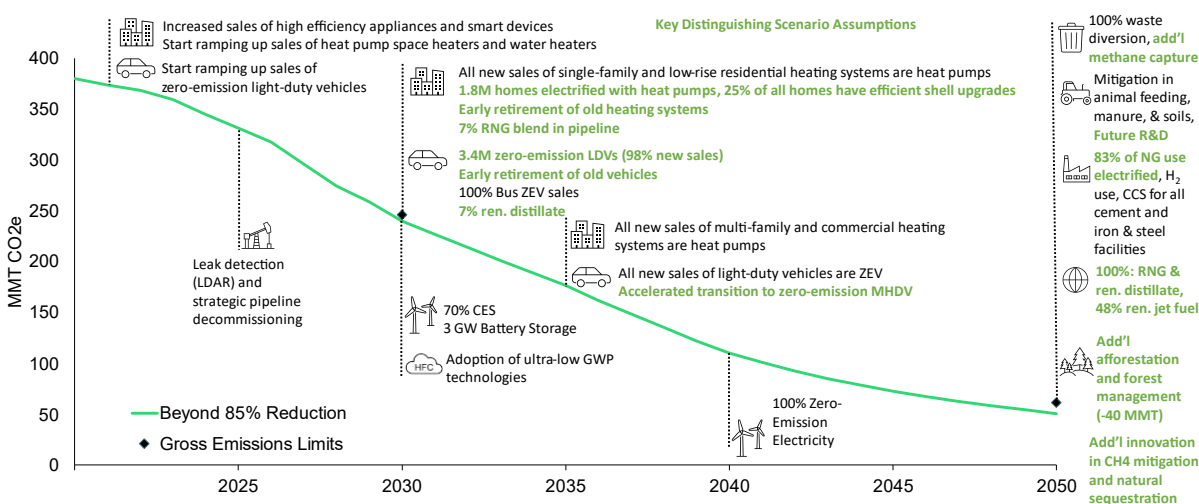 Key Distinguishing Scenario Assumptions
Increased sales of high efficiency appliances and smart devices
Start ramping up sales of heat pump space heaters and water heaters
Start ramping up sales of
zero-emission light-duty vehicles
All new sales of single-family and low-rise residential heating systems are heat pumps
1.8M homes electrified with heat pumps, 25% of all homes have efficient shell upgrades
Early retirement of old heating systems
7% RNG blend in pipeline
3.4M zero-emission LDVs (98% new sales)
Early retirement of old vehicles
100% Bus ZEV sales
7% ren. distillate
All new sales of multi-family and commercial heating
systems are heat pumps
All new sales of light-duty vehicles are ZEV
Accelerated transition to zero-emission MHDV
Leak detection
(LDAR) and
strategic pipeline
decommissioning
70% CES
3 GW Battery Storage
HFC
Adoption of ultra-low GWP
technologies
100% Zero-
Emission
Electricity
100% waste
diversion, add'l
methane capture
Mitigation in
animal feeding,
manure, & soils,
Future R&D
83% of NG use
electrified, H2
use, CCS for all
cement and
iron & steel
facilities
100%: RNG &
ren. distillate,
48% ren. jet fuel
Add'l
afforestation
and forest
management
(-40 MMT)
Add'l innovation
in CH4 mitigation
and natural
sequestration
MMT CO2e
400
350
300
250
200
150
100
50
0
Beyond 85% Reduction
Gross Emissions Limits
2025
2030
2035
2040
2045
2050